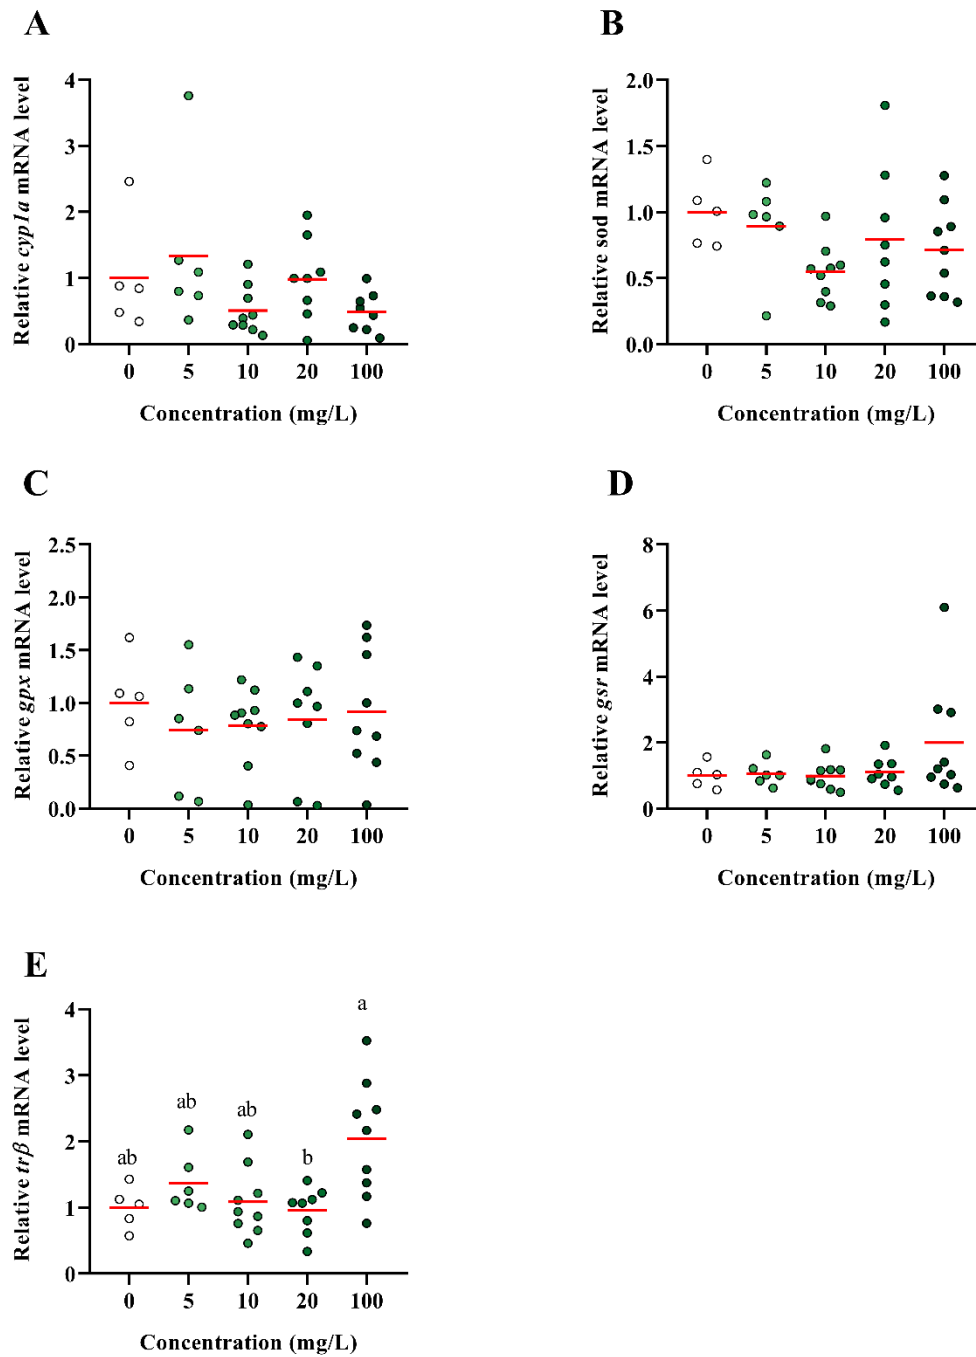 A
Relative cyp1a mRNA level
4
3
2
1
0
0 5 10 20 100
Concentration (mg/L)
B
Relative sod mRNA level
2.0
1.5
1.0
0.5
0.0
0 5 10 20 100
Concentration (mg/L)
C
Relative gpx mRNA level
2.5
2.0
1.5
1.0
0.5
0.0
0 5 10 20 100
Concentration (mg/L)
D
Relative gsr mRNA level
8
6
4
2
0
0 5 10 20 100
Concentration (mg/L)
E
Relative trβ mRNA level
4
3
2
1
0
ab ab ab b a
0 5 10 20 100
Concentration (mg/L)